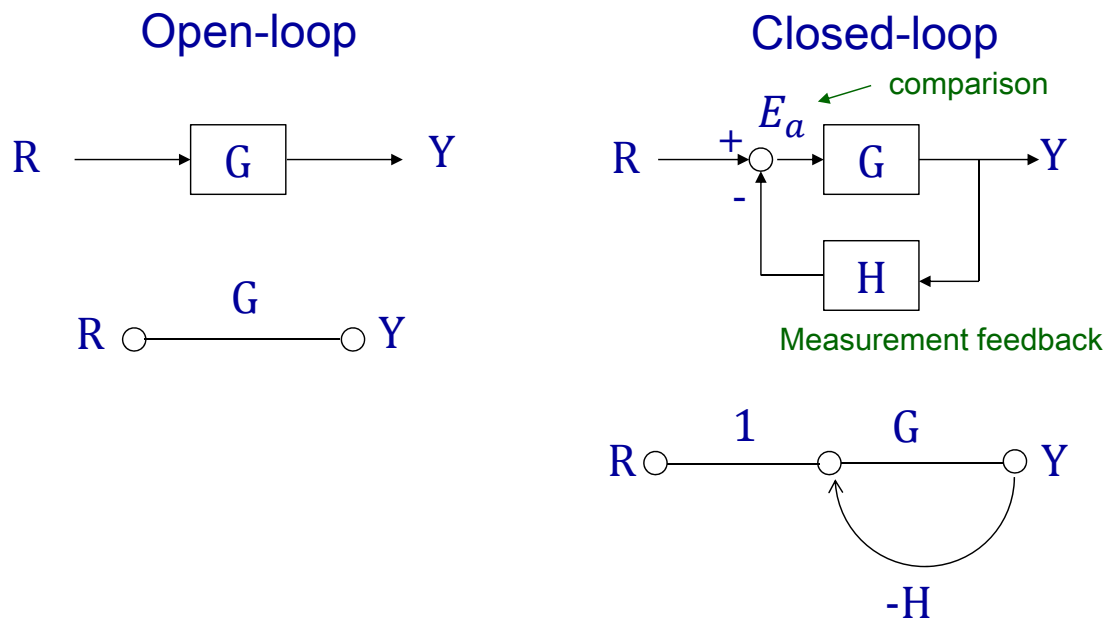 Open-loop
R G Y
G
R Y
Closed-loop
comparison
E_a
R + G Y
-
H
Measurement feedback
1 G
R Y
-H